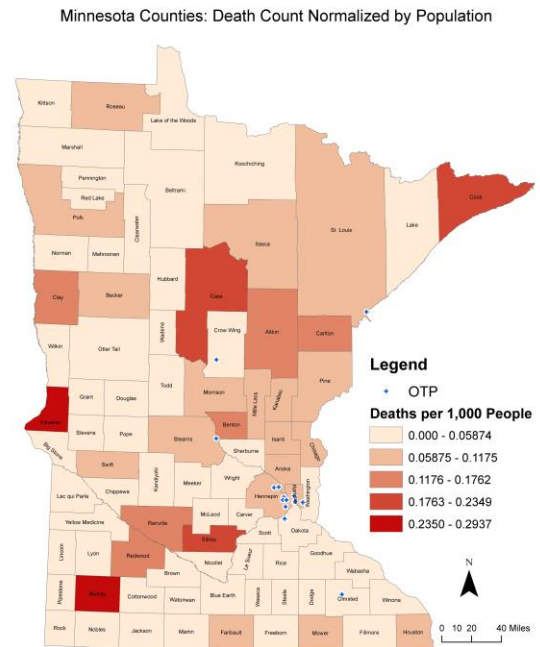 Minnesota Counties: Death Count Normalized by Population
Kittson
Roseau
Lake of the Woods
Marshall
Koochiching
Pennington
Red Lake
Beltrami
Polk
Clearwater
St. Louis
Lake
Cook
Itasca
Norman
Mahnomen
Hubbard
Cass
Clay
Becker
Aitkin
Carlton
Crow Wing
Wadena
Wilkin
Otter Tail
Pine
Todd
Morrison
Mille Lacs
Kanabec
Grant
Douglas
Traverse
Benton
Stevens
Pope
Stearns
Isanti
Chisago
Big Stone
Sherburne
Swift
Anoka
Kandiyohi
Meeker
Wright
Hennepin
Washington
Lac qui Parle
Chippewa
McLeod
Carver
Yellow Medicine
Renville
Scott
Dakota
Sibley
Lincoln
Lyon
Redwood
Nicollet
Le Sueur
Rice
Goodhue
Wabasha
Brown
Pipestone
Murray
Cottonwood
Watonwan
Blue Earth
Waseca
Steele
Dodge
Olmsted
Winona
Rock
Nobles
Jackson
Martin
Faribault
Freeborn
Mower
Fillmore
Houston
Legend
OTP
Deaths per 1,000 People
0.000 - 0.05874
0.05875 - 0.1175
0.1176 - 0.1762
0.1763 - 0.2349
0.2350 - 0.2937
N
0 10 20 40 Miles